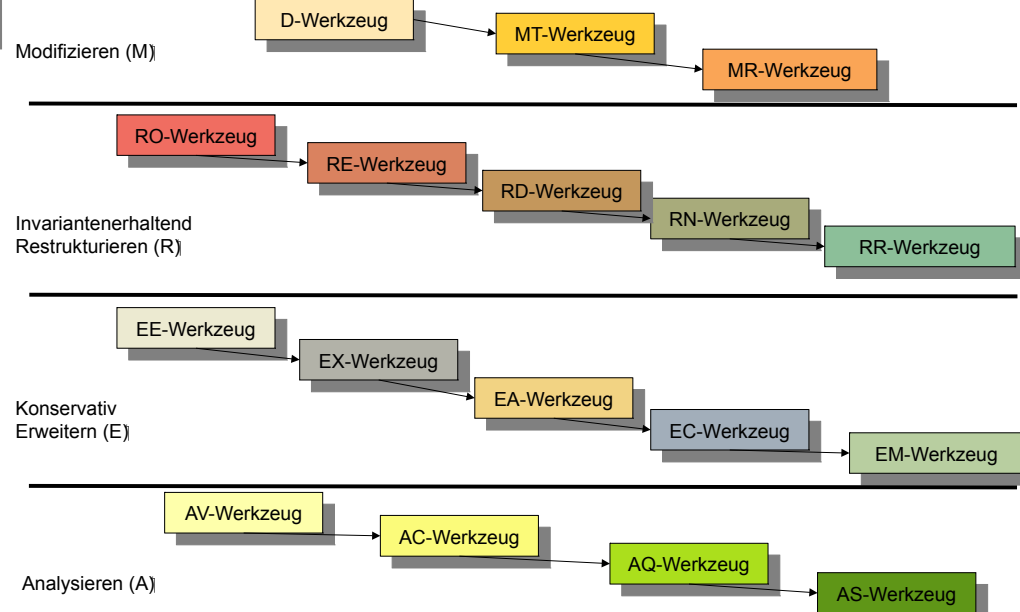 D-Werkzeug
MT-Werkzeug
Modifizieren (M)
MR-Werkzeug
RO-Werkzeug
RE-Werkzeug
RD-Werkzeug
RN-Werkzeug
Invariantenerhaltend
Restrukturieren (R)
RR-Werkzeug
EE-Werkzeug
EX-Werkzeug
EA-Werkzeug
Konservativ
Erweitern (E)
EC-Werkzeug
EM-Werkzeug
AV-Werkzeug
AC-Werkzeug
AQ-Werkzeug
Analysieren (A)
AS-Werkzeug